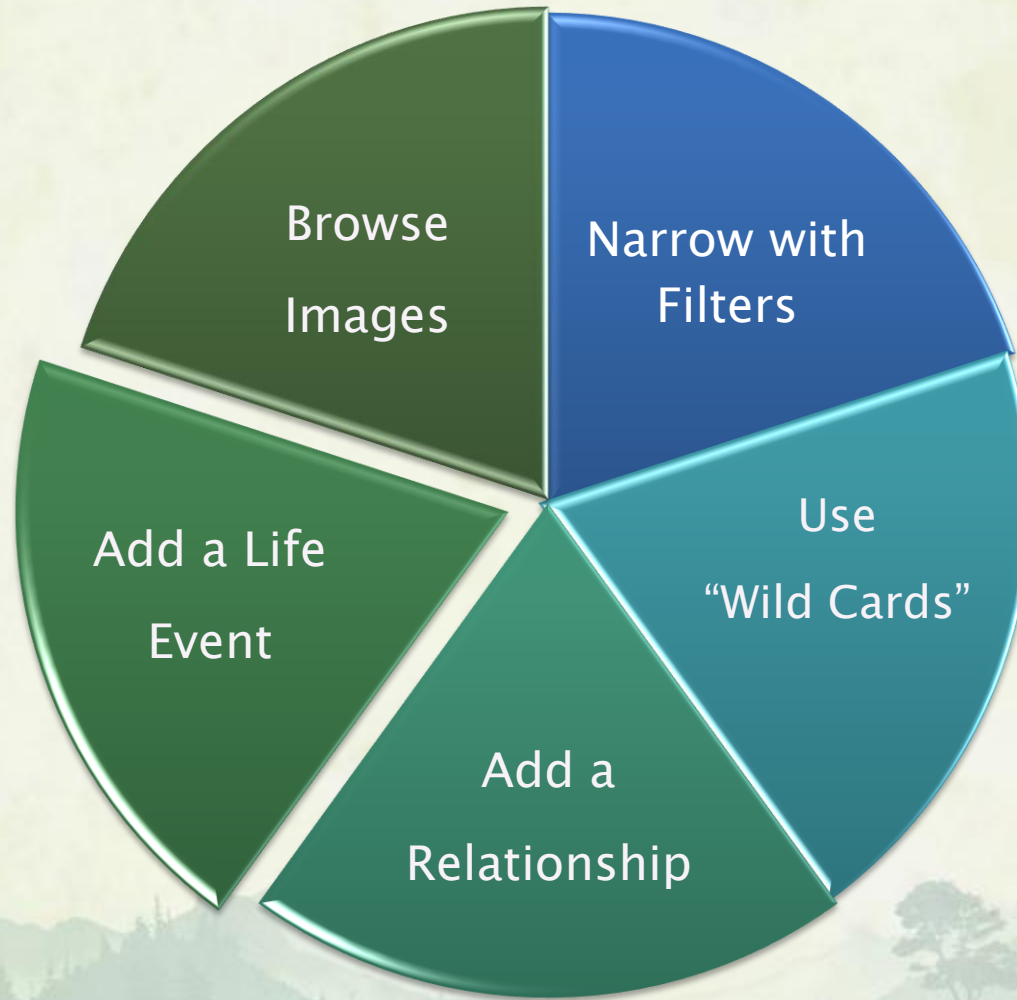 Narrow with
Filters
Use
“Wild Cards”
Add a
Relationship
Add a Life
Event
Browse
Images